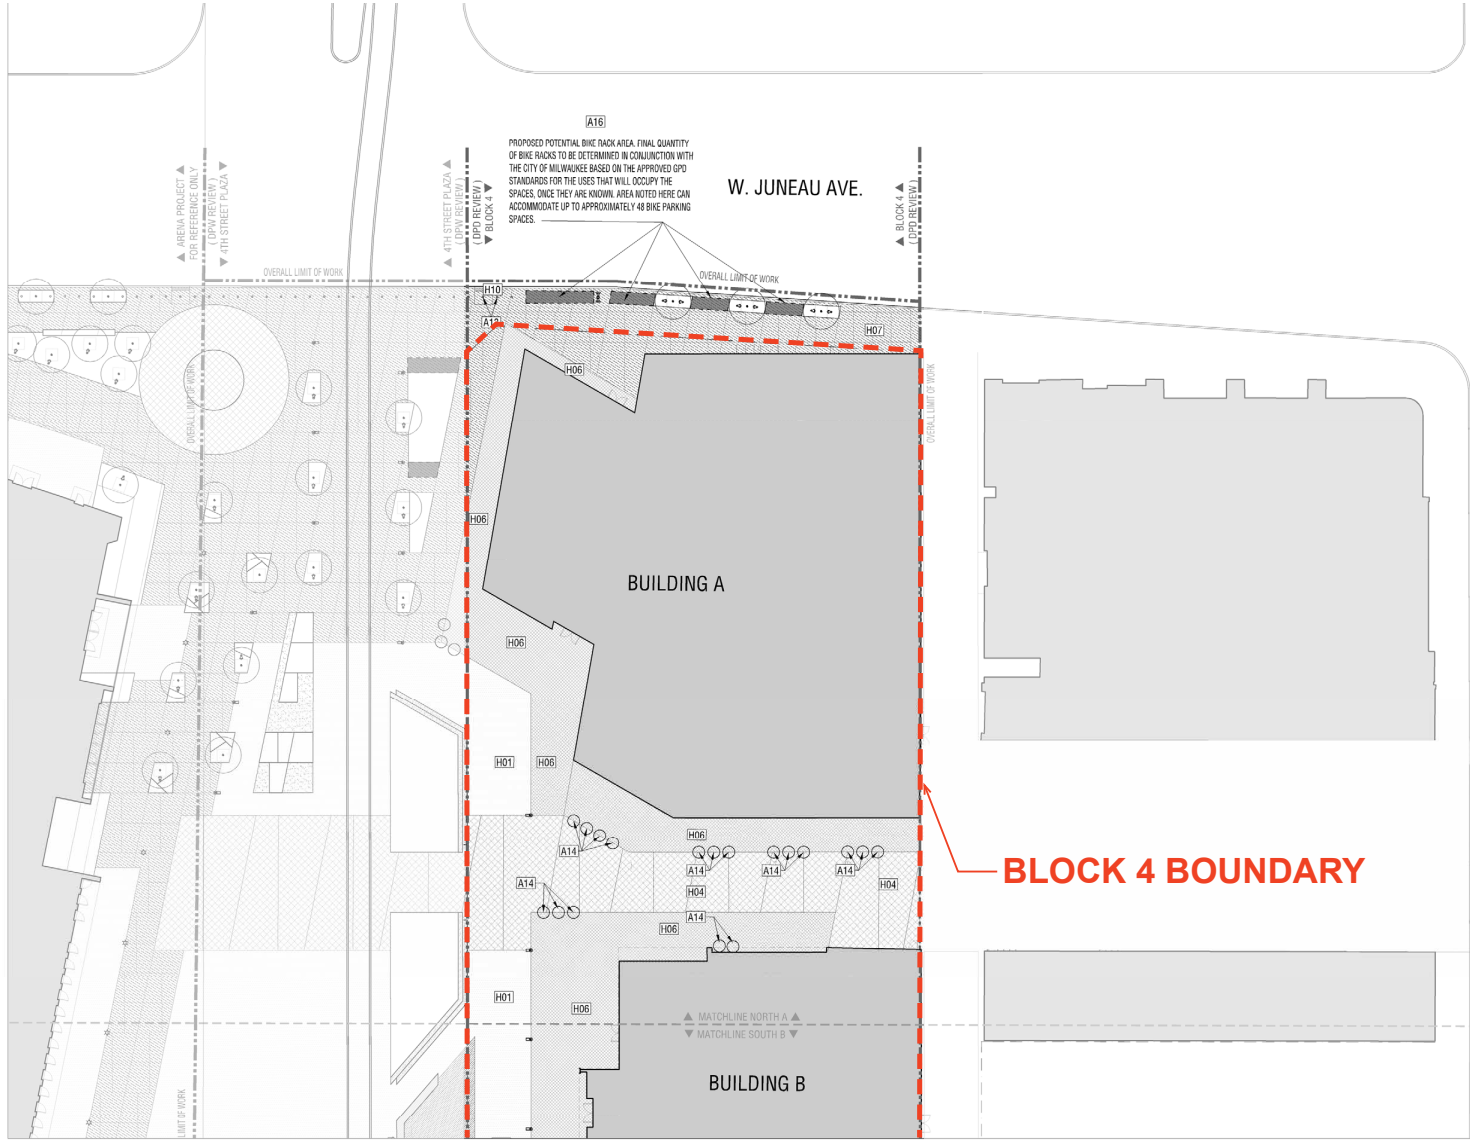 A16
PROPOSED POTENTIAL BIKE RACK AREA. FINAL QUANTITY
OF BIKE RACKS TO BE DETERMINED IN CONJUNCTION WITH
THE CITY OF MILWAUKEE BASED ON THE APPROVED GPD
STANDARDS FOR THE USES THAT WILL OCCUPY THE
SPACES, ONCE THEY ARE KNOWN. AREA NOTED HERE CAN
ACCOMMODATE UP TO APPROXIMATELY 48 BIKE PARKING
SPACES.
W. JUNEAU AVE.
ARENA PROJECT
FOR REFERENCE ONLY
(DPW REVIEW)
4TH STREET PLAZA
4TH STREET PLAZA
(DPW REVIEW)
(DPD REVIEW)
BLOCK 4
BLOCK 4
(DPD REVIEW)
OVERALL LIMIT OF WORK
OVERALL LIMIT OF WORK
H10
A13
H07
H06
OVERALL LIMIT OF WORK
OVERALL LIMIT OF WORK
H06
BUILDING A
H06
H01
H06
H06
A14
A14
A14
A14
A14
H04
H04
A14
H06
BLOCK 4 BOUNDARY
H01
H06
MATCHLINE NORTH A
MATCHLINE SOUTH B
BUILDING B
LIMIT OF WORK